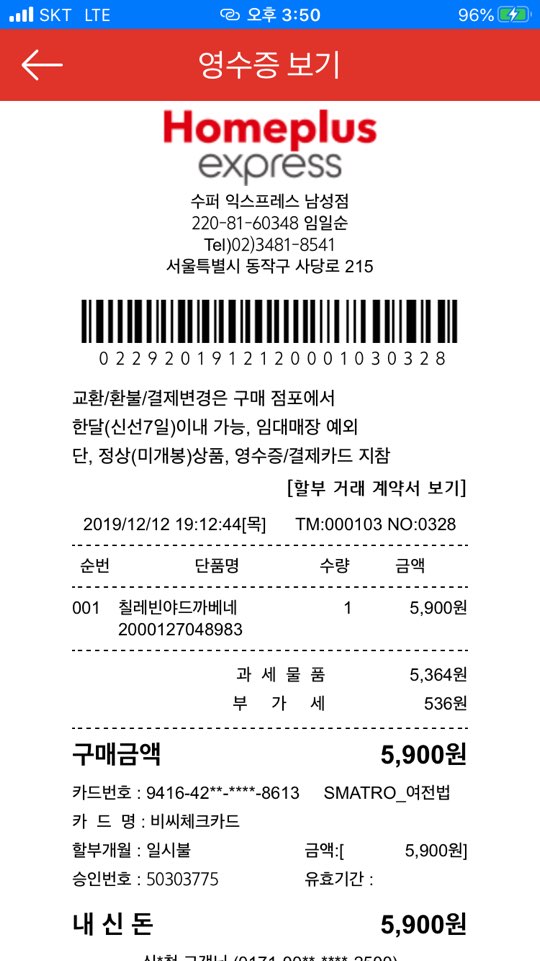 SKT LTE 오후 3:50 96%
영수증 보기
Homeplus
express
수퍼 익스프레스 남성점
220-81-60348 임일순
Tel)02)3481-8541
서울특별시 동작구 사당로 215
0229201912120001030328
교환/환불/결제변경은 구매 점포에서
한달(신선7일)이내 가능, 임대매장 예외
단, 정상(미개봉)상품, 영수증/결제카드 지참
[할부 거래 계약서 보기]
2019/12/12 19:12:44[목] TM:000103 NO:0328
순번 단품명 수량 금액
001 칠레빈야드까베네 1 5,900원
2000127048983
과 세 물 품 5,364원
부 가 세 536원
구매금액 5,900원
카드번호 : 9416-42**-****-8613 SMATRO_여전법
카 드 명 : 비씨체크카드
할부개월 : 일시불 금액:[ 5,900원]
승인번호 : 50303775 유효기간 :
내 신 돈 5,900원